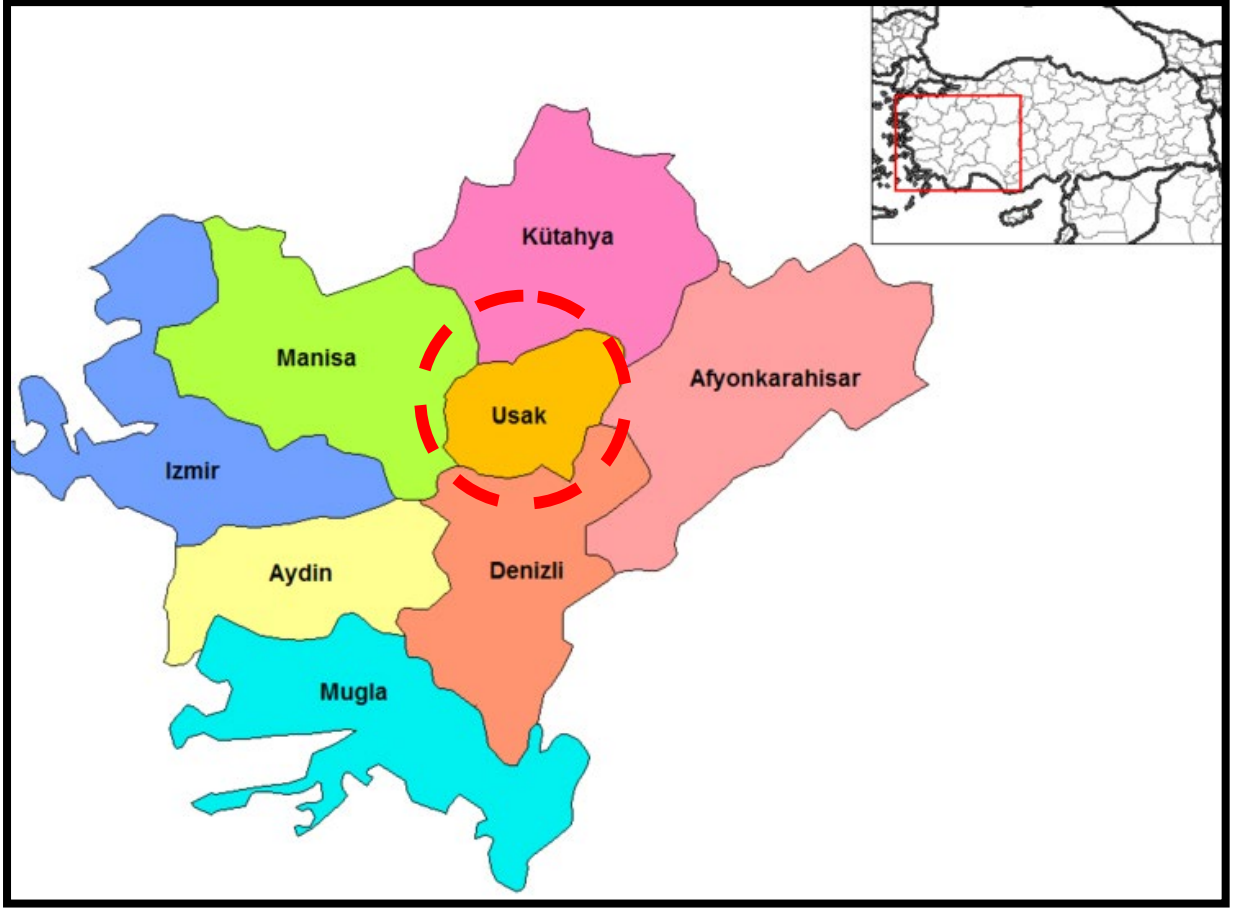 Kütahya
Manisa
Afyonkarahisar
Usak
Izmir
Aydin
Denizli
Mugla